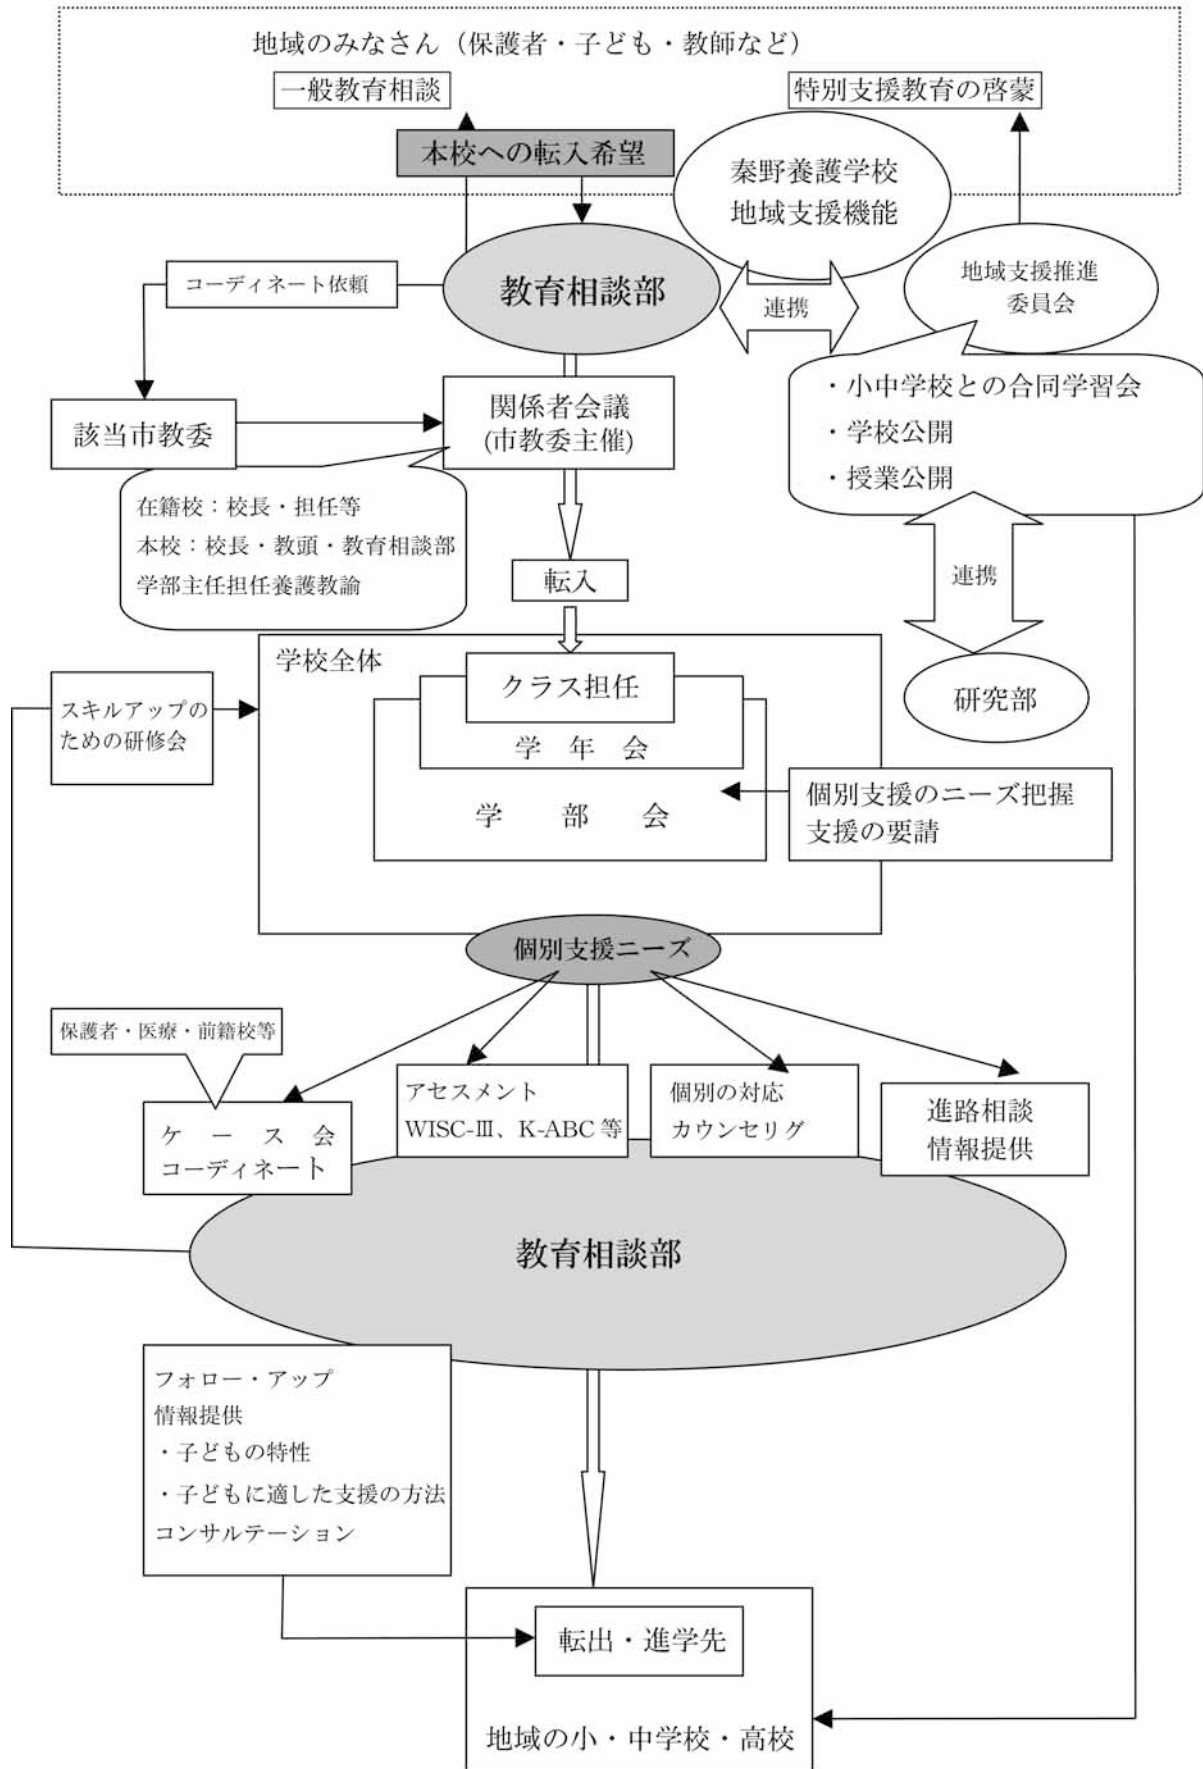 地域のみなさん（保護者・子ども・教師など）
一般教育相談
特別支援教育の啓蒙
本校への転入希望
秦野養護学校
地域支援機能
コーディネート依頼
教育相談部
連携
地域支援推進
委員会
該当市教委
関係者会議
(市教委主催)
・小中学校との合同学習会
・学校公開
・授業公開
在籍校：校長・担任等
本校：校長・教頭・教育相談部
学部主任担任養護教諭
転入
連携
研究部
学校全体
クラス担任
学 年 会
学 部 会
スキルアップの
ための研修会
個別支援のニーズ把握
支援の要請
個別支援ニーズ
保護者・医療・前籍校等
ケ ー ス 会
コーディネート
アセスメント
WISC-Ⅲ、K-ABC 等
個別の対応
カウンセリグ
進路相談
情報提供
教育相談部
フォロー・アップ
情報提供
・子どもの特性
・子どもに適した支援の方法
コンサルテーション
転出・進学先
地域の小・中学校・高校